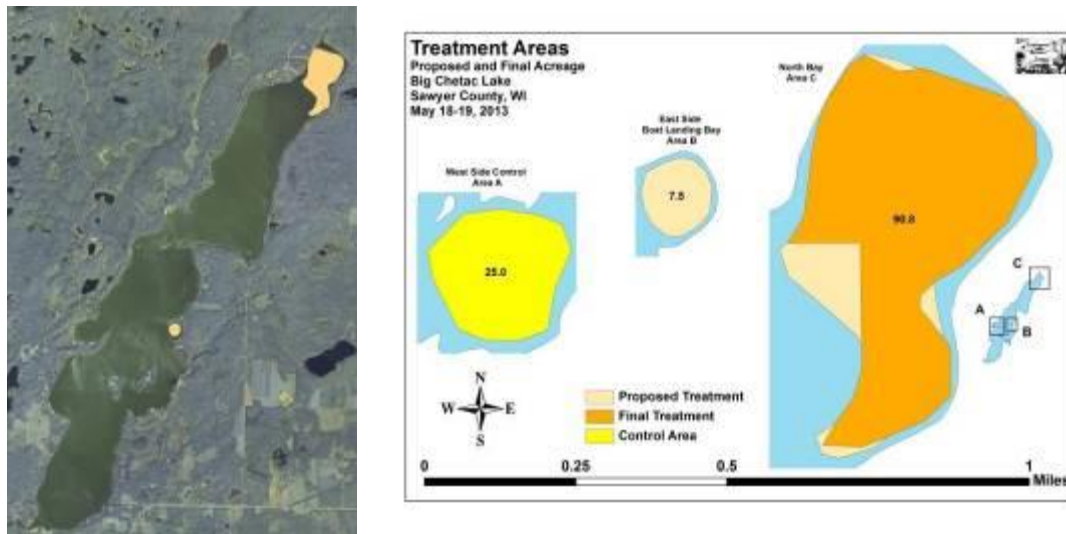 Treatment Areas
Proposed and Final Acreage
Big Chetac Lake
Sawyer County, WI
May 18-19, 2013
North Bay
Area C
East Side
Boat Landing Bay
Area B
West Side Control
Area A
7.5
90.8
25.0
C
A
B
N
W E
S
Proposed Treatment
Final Treatment
Control Area
0 0.25 0.5 1
Miles